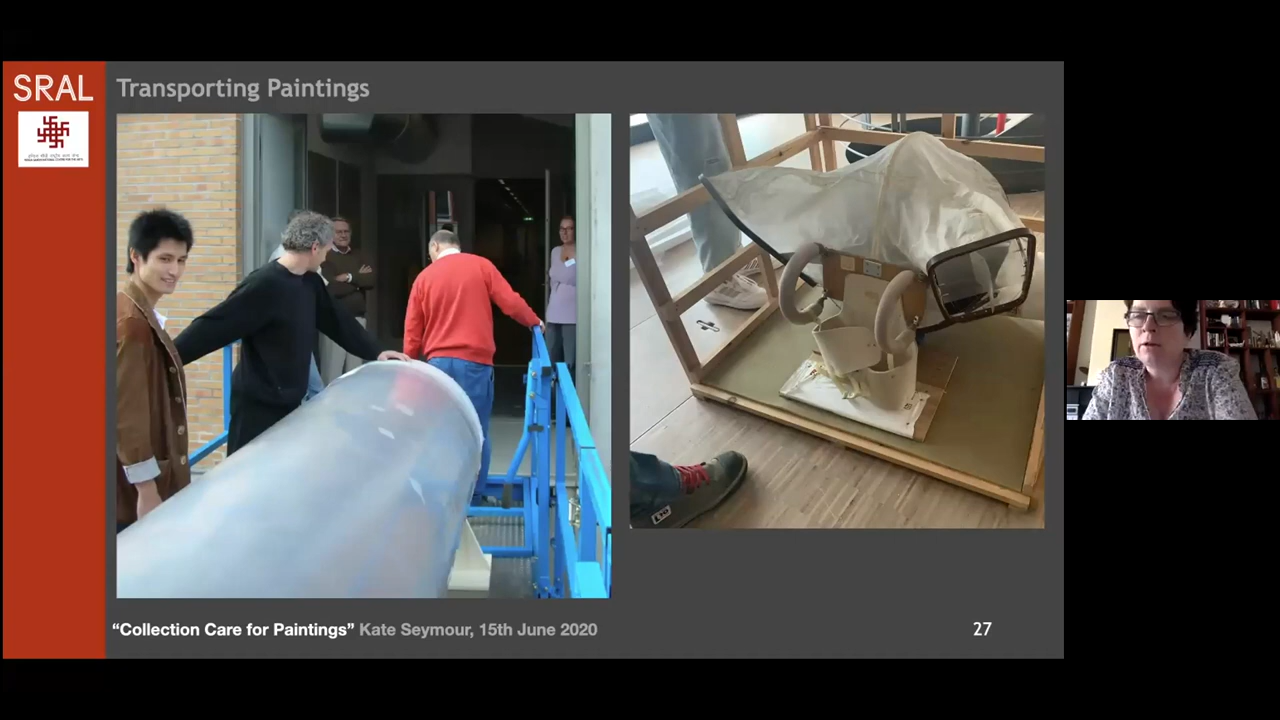 SRAL
Transporting Paintings
“Collection Care for Paintings” Kate Seymour, 15th June 2020
27